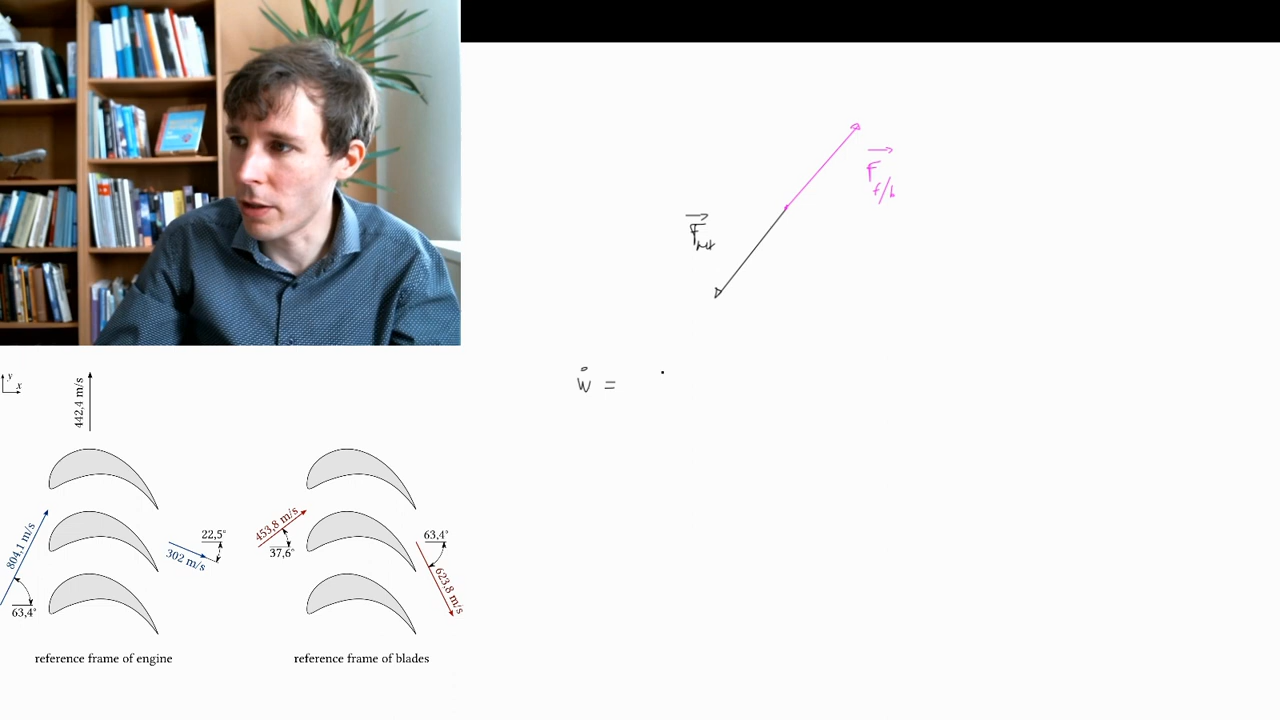 F f/b
F net
Ẇ =
y
x
442,4 m/s
804,1 m/s
63,4°
302 m/s
22,5°
453,8 m/s
37,6°
63,4°
623,8 m/s
reference frame of engine
reference frame of blades